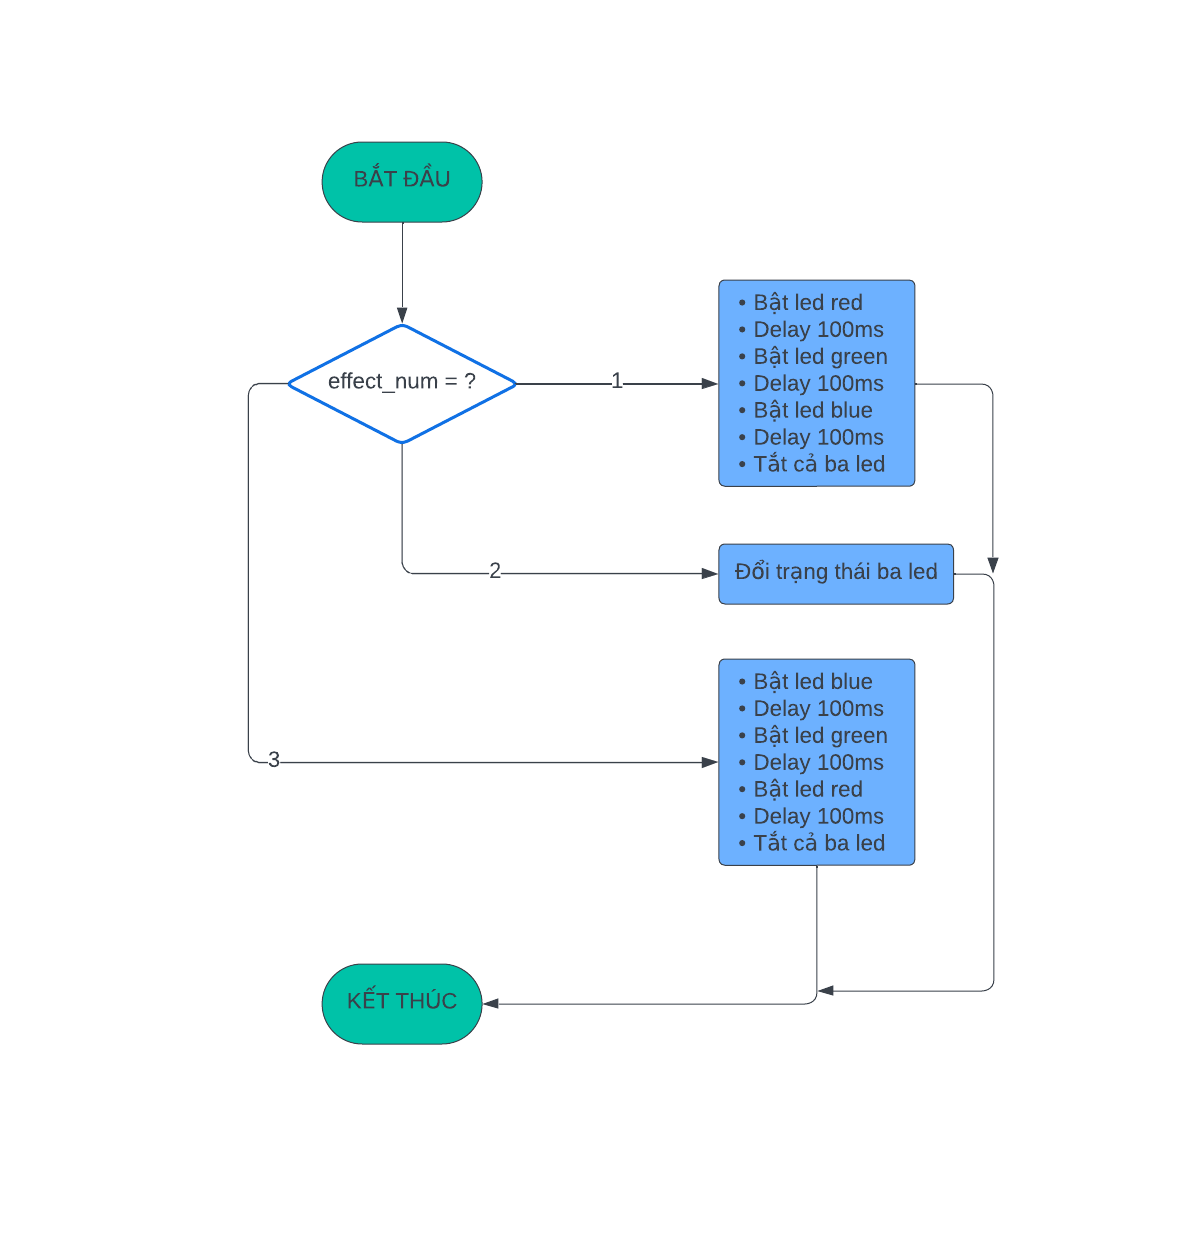 BẮT ĐẦU
effect_num = ?
1
• Bật led red
• Delay 100ms
• Bật led green
• Delay 100ms
• Bật led blue
• Delay 100ms
• Tắt cả ba led
2
Đổi trạng thái ba led
3
• Bật led blue
• Delay 100ms
• Bật led green
• Delay 100ms
• Bật led red
• Delay 100ms
• Tắt cả ba led
KẾT THÚC